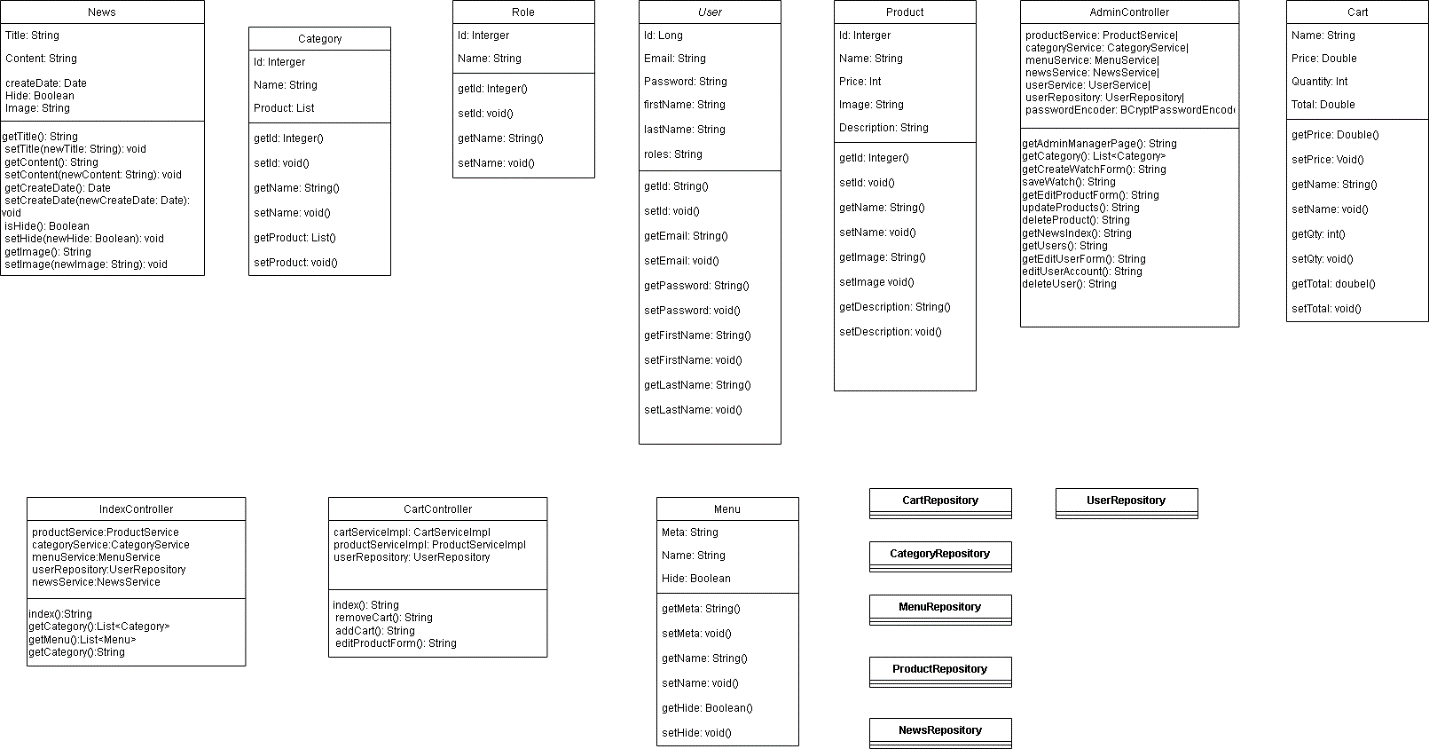 News
Title: String
Content: String
createDate: Date
Hide: Boolean
Image: String
getTitle(): String
setTitle(newTitle: String): void
getContent(): String
setContent(newContent: String): void
getCreateDate(): Date
setCreateDate(newCreateDate: Date):
void
isHide(): Boolean
setHide(newHide: Boolean): void
getImage(): String
setImage(newImage: String): void
Category
Id: Interger
Name: String
Product: List
getId: Integer()
setId: void()
getName: String()
setName: void()
getProduct: List()
setProduct: void()
Role
Id: Interger
Name: String
getId: Integer()
setId: void()
getName: String()
setName: void()
User
Id: Long
Email: String
Password: String
firstName: String
lastName: String
roles: String
getId: String()
setId: void()
getEmail: String()
setEmail: void()
getPassword: String()
setPassword: void()
getFirstName: String()
setFirstName: void()
getLastName: String()
setLastName: void()
Product
Id: Interger
Name: String
Price: Int
Image: String
Description: String
getId: Integer()
setId: void()
getName: String()
setName: void()
getImage: String()
setImage void()
getDescription: String()
setDescription: void()
AdminController
productService: ProductService|
categoryService: CategoryService|
menuService: MenuService|
newsService: NewsService|
userService: UserService|
userRepository: UserRepository|
passwordEncoder: BCryptPasswordEncod
getAdminManagerPage(): String
getCategory(): List<Category>
getCreateWatchForm(): String
saveWatch(): String
getEditProductForm(): String
updateProducts(): String
deleteProduct(): String
getNewsIndex(): String
getUsers(): String
getEditUserForm(): String
editUserAccount(): String
deleteUser(): String
Cart
Name: String
Price: Double
Quantity: Int
Total: Double
getPrice: Double()
setPrice: Void()
getName: String()
setName: void()
getQty: int()
setQty: void()
getTotal: doubel()
setTotal: void()
IndexController
productService:ProductService
categoryService:CategoryService
menuService:MenuService
userRepository:UserRepository
newsService:NewsService
index():String
getCategory():List<Category>
getMenu():List<Menu>
getCategory():String
CartController
cartServiceImpl: CartServiceImpl
productServiceImpl: ProductServiceImpl
userRepository: UserRepository
index(): String
removeCart(): String
addCart(): String
editProductForm(): String
Menu
Meta: String
Name: String
Hide: Boolean
getMeta: String()
setMeta: void()
getName: String()
setName: void()
getHide: Boolean()
setHide: void()
CartRepository
UserRepository
CategoryRepository
MenuRepository
ProductRepository
NewsRepository